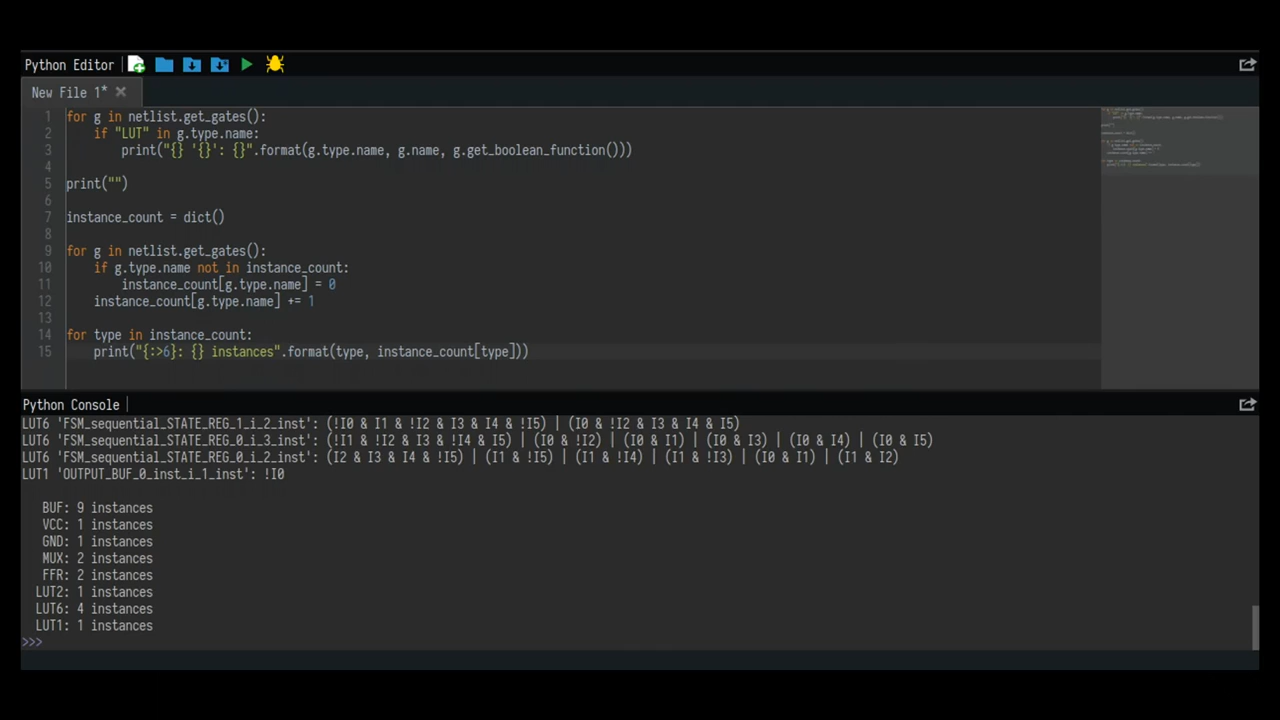 Python Editor
New File 1*
1 for g in netlist.get_gates():
2     if "LUT" in g.type.name:
3         print("{} '{}': {}".format(g.type.name, g.name, g.get_boolean_function()))
4
5 print("")
6
7 instance_count = dict()
8
9 for g in netlist.get_gates():
10     if g.type.name not in instance_count:
11         instance_count[g.type.name] = 0
12     instance_count[g.type.name] += 1
13
14 for type in instance_count:
15     print("{:>6}: {} instances".format(type, instance_count[type]))
Python Console
LUT6 'FSM_sequential_STATE_REG_1_i_2_inst': (!I0 & I1 & !I2 & I3 & I4 & !I5) | (I0 & !I2 & I3 & I4 & I5)
LUT6 'FSM_sequential_STATE_REG_0_i_3_inst': (!I1 & !I2 & I3 & !I4 & I5) | (I0 & !I2) | (I0 & I1) | (I0 & I3) | (I0 & I4) | (I0 & I5)
LUT6 'FSM_sequential_STATE_REG_0_i_2_inst': (I2 & I3 & I4 & !I5) | (I1 & !I5) | (I1 & !I4) | (I1 & !I3) | (I0 & I1) | (I1 & I2)
LUT1 'OUTPUT_BUF_0_inst_i_1_inst': !I0
BUF: 9 instances
VCC: 1 instances
GND: 1 instances
MUX: 2 instances
FFR: 2 instances
LUT2: 1 instances
LUT6: 4 instances
LUT1: 1 instances
>>>